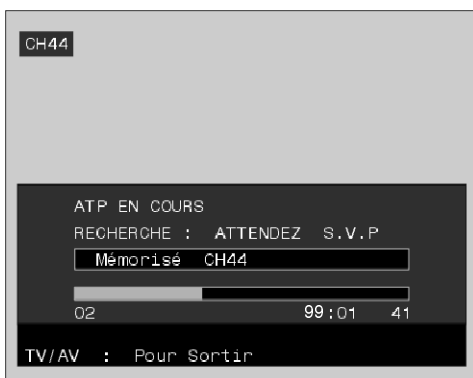 CH44
ATP EN COURS
RECHERCHE : ATTENDEZ S.V.P
Mémorisé CH44
02 99:01 41
TV/AV : Pour Sortir